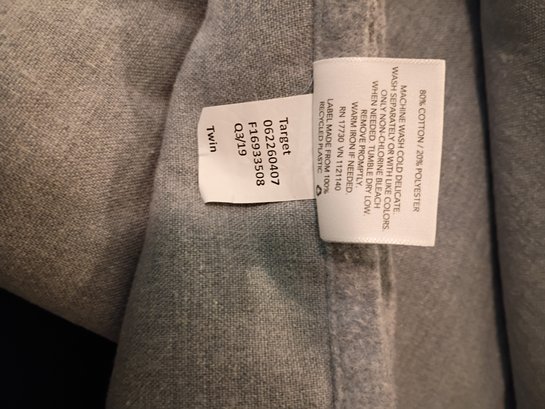 80% COTTON / 20% POLYESTER
MACHINE WASH COLD DELICATE.
WASH SEPARATELY OR WITH LIKE COLORS.
ONLY NON-CHLORINE BLEACH
WHEN NEEDED. TUMBLE DRY LOW.
REMOVE PROMPTLY.
WARM IRON IF NEEDED
RN 17730 VN 1121140
LABEL MADE FROM 100%
RECYCLED PLASTIC
Target
062260407
F16933508
Q3/19
Twin